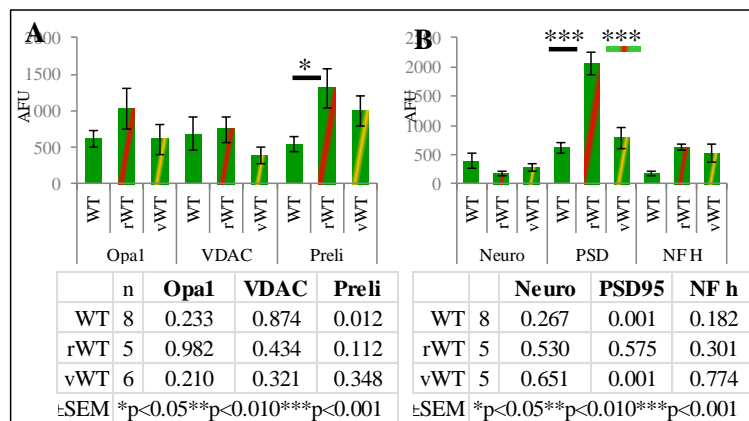 A
2000
1500
1000
500
0
AFU
*
WT rWT vWT WT rWT vWT WT rWT vWT
Opa1 VDAC Preli
n Opa1 VDAC Preli
WT 8 0.233 0.874 0.012
rWT 5 0.982 0.434 0.112
vWT 6 0.210 0.321 0.348
±SEM *p<0.05**p<0.010***p<0.001
B
2500
2000
1500
1000
500
0
AFU
*** ***
WT rWT vWT WT rWT vWT WT rWT vWT
Neuro PSD NF H
Neuro PSD95 NF h
WT 8 0.267 0.001 0.182
rWT 5 0.530 0.575 0.301
vWT 5 0.651 0.001 0.774
±SEM *p<0.05**p<0.010***p<0.001